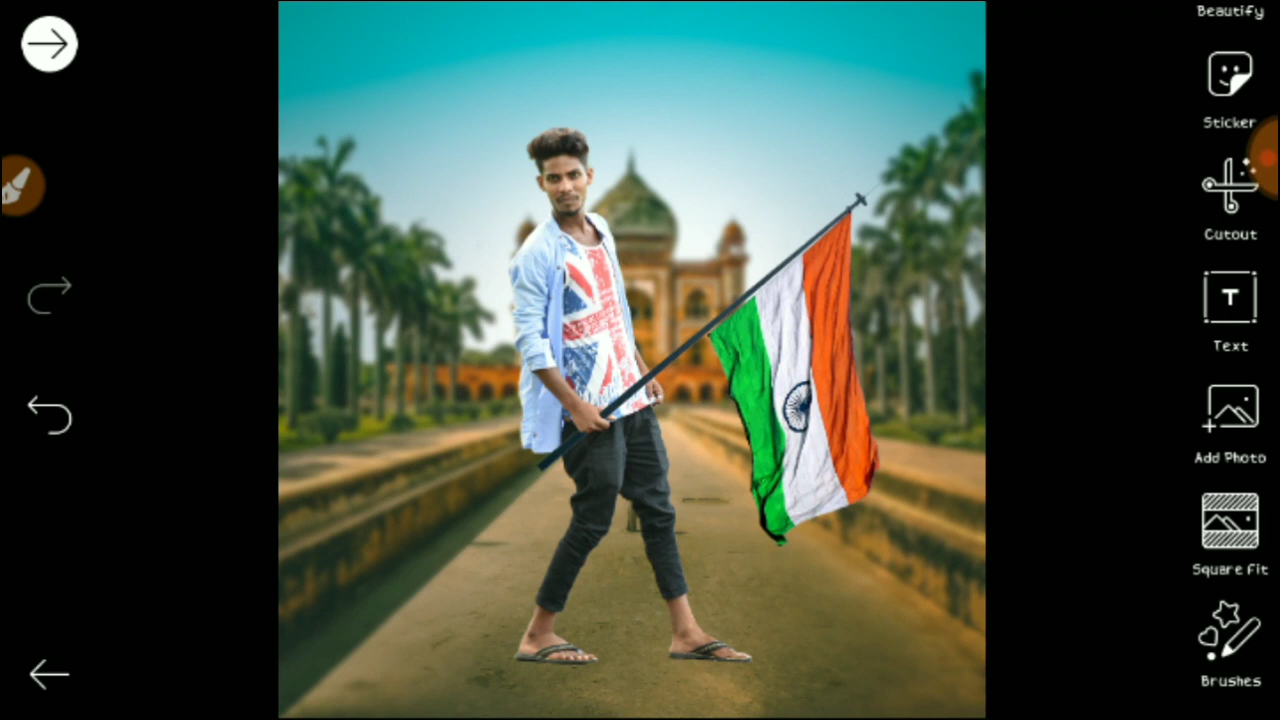 Beautify
Sticker
Cutout
T
Text
Add Photo
Square Fit
Brushes